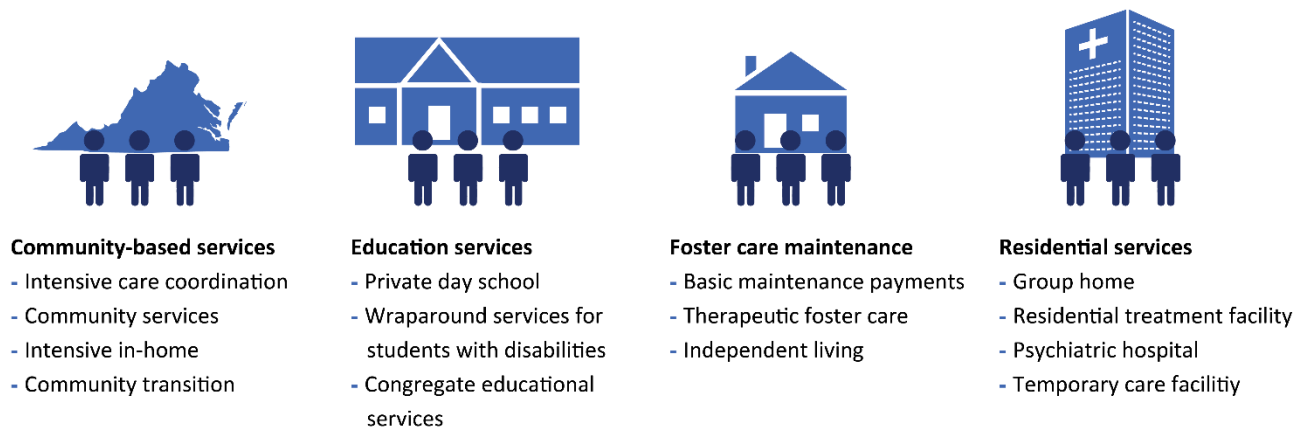 Community-based services
- Intensive care coordination
- Community services
- Intensive in-home
- Community transition
Education services
- Private day school
- Wraparound services for
students with disabilities
- Congregate educational
services
Foster care maintenance
- Basic maintenance payments
- Therapeutic foster care
- Independent living
Residential services
- Group home
- Residential treatment facility
- Psychiatric hospital
- Temporary care facilitiy